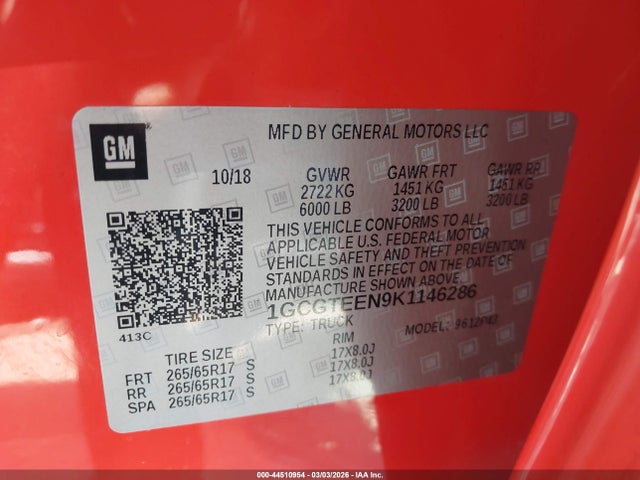 GM
MFD BY GENERAL MOTORS LLC
10/18 GVWR GAWR FRT GAWR RR
2722 KG 1451 KG 1451 KG
6000 LB 3200 LB 3200 LB
THIS VEHICLE CONFORMS TO ALL
APPLICABLE U.S. FEDERAL MOTOR
VEHICLE SAFETY AND THEFT PREVENTION
STANDARDS IN EFFECT ON THE DATE OF
MANUFACTURE SHOWN ABOVE.
1GCGTEEN9K1146286
TYPE: TRUCK MODEL: 9612P43
413C
TIRE SIZE RIM
FRT 265/65R17 S 17X8.0J
RR 265/65R17 S 17X8.0J
SPA 265/65R17 S 17X8.0J
000-44510954 | 03/03/2026 - IAA Inc.